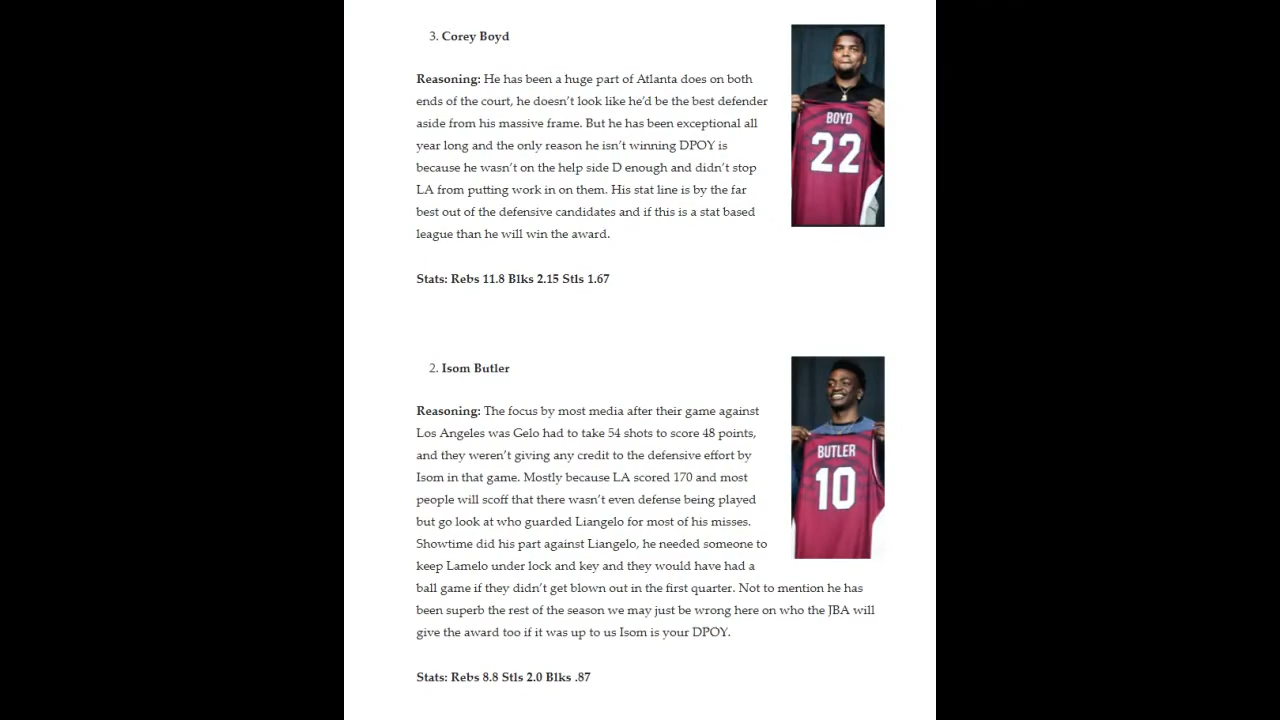 3. Corey Boyd
Reasoning: He has been a huge part of Atlanta does on both
ends of the court, he doesn't look like he'd be the best defender
aside from his massive frame. But he has been exceptional all
year long and the only reason he isn't winning DPOY is
because he wasn't on the help side D enough and didn't stop
LA from putting work in on them. His stat line is by the far
best out of the defensive candidates and if this is a stat based
league than he will win the award.
BOYD
22
Stats: Rebs 11.8 Blks 2.15 Stls 1.67
2. Isom Butler
Reasoning: The focus by most media after their game against
Los Angeles was Gelo had to take 54 shots to score 48 points,
and they weren't giving any credit to the defensive effort by
Isom in that game. Mostly because LA scored 170 and most
people will scoff that there wasn't even defense being played
but go look at who guarded Liangelo for most of his misses.
Showtime did his part against Liangelo, he needed someone to
keep Lamelo under lock and key and they would have had a
ball game if they didn't get blown out in the first quarter. Not to mention he has
been superb the rest of the season we may just be wrong here on who the JBA will
give the award too if it was up to us Isom is your DPOY.
BUTLER
10
Stats: Rebs 8.8 Stls 2.0 Blks .87